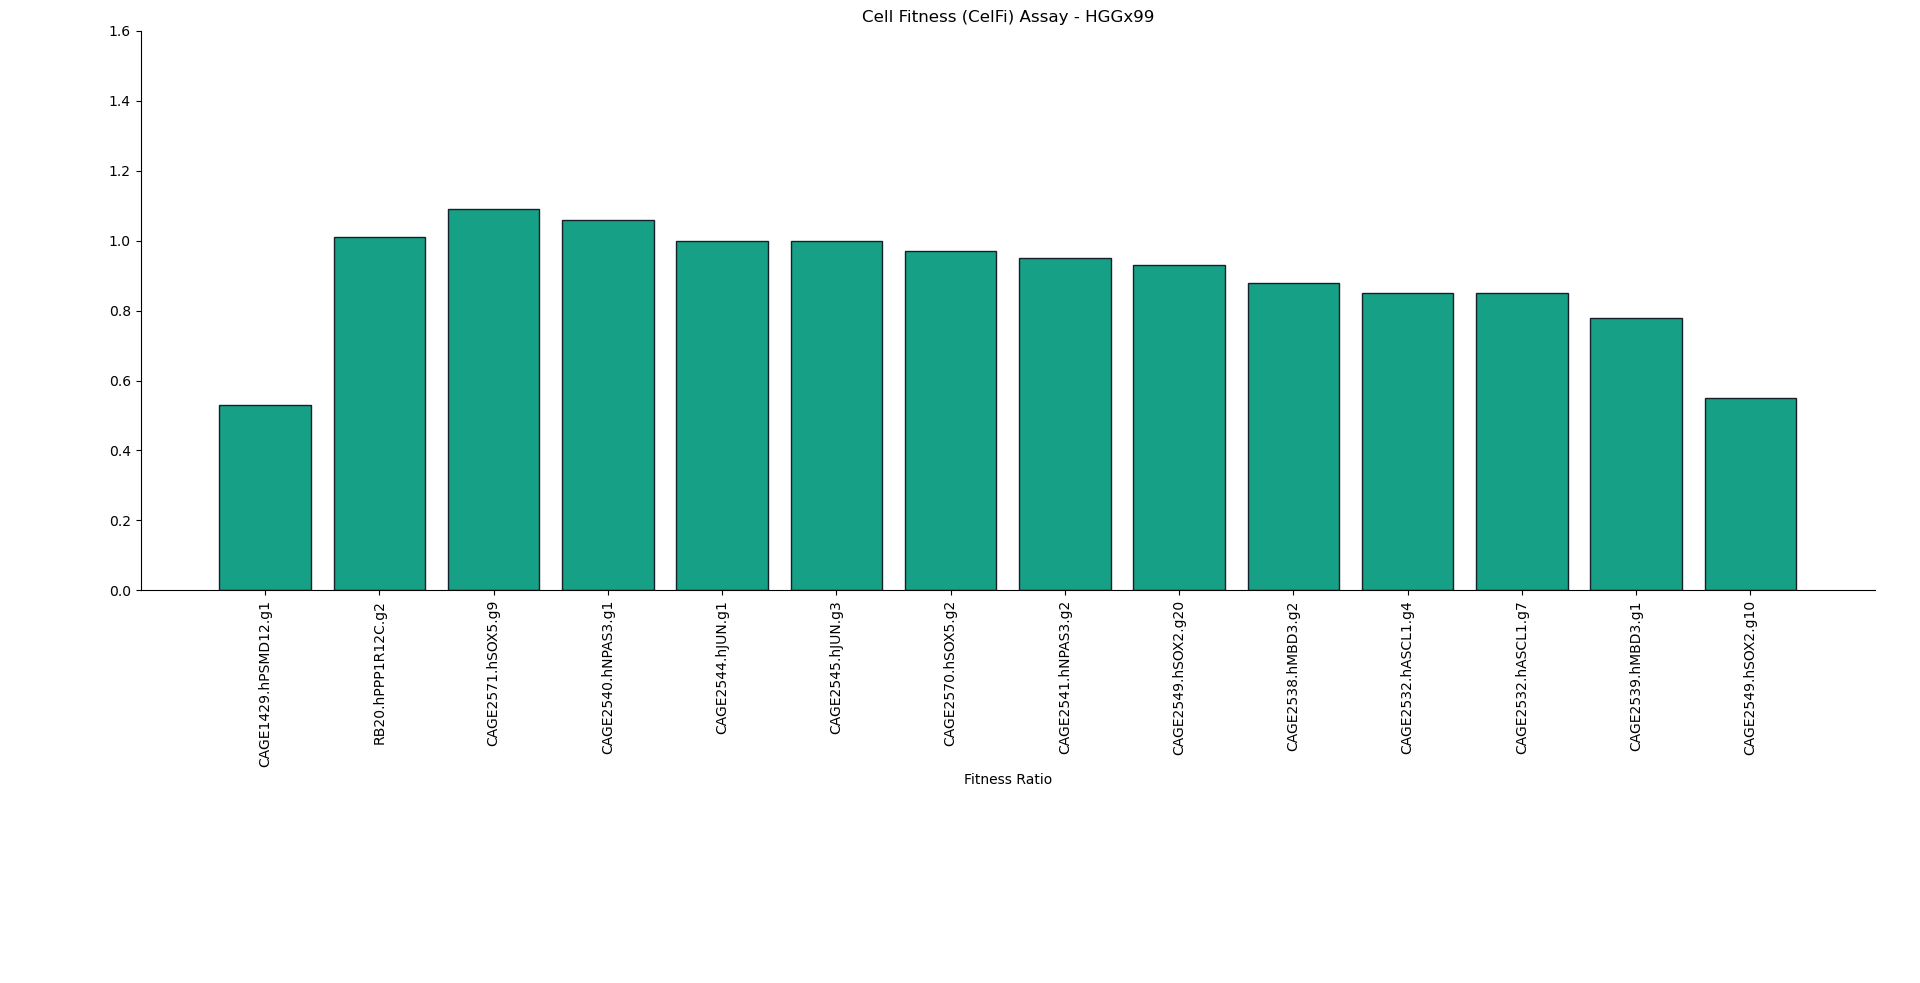 Cell Fitness (CelFi) Assay - HGGx99
1.6
1.4
1.2
1.0
0.8
0.6
0.4
0.2
0.0
CAGE1429.hPSMD12.g1
RB20.hPPP1R12C.g2
CAGE2571.hSOX5.g9
CAGE2540.hNPAS3.g1
CAGE2544.hJUN.g1
CAGE2545.hJUN.g3
CAGE2570.hSOX5.g2
CAGE2541.hNPAS3.g2
CAGE2549.hSOX2.g20
CAGE2538.hMBD3.g2
CAGE2532.hASCL1.g4
CAGE2532.hASCL1.g7
CAGE2539.hMBD3.g1
CAGE2549.hSOX2.g10
Fitness Ratio